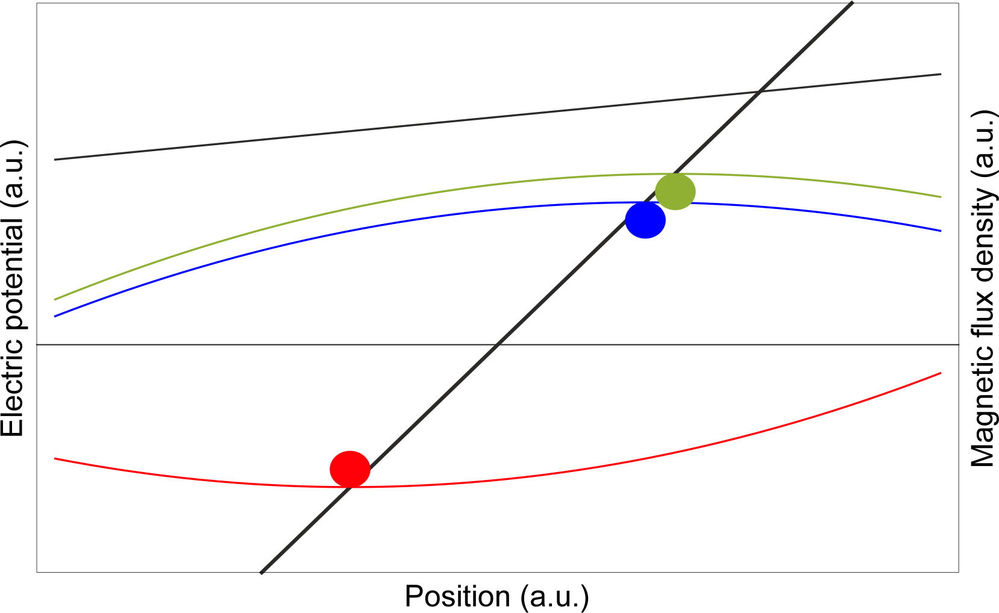 Electric potential (a.u.)
Magnetic flux density (a.u.)
Position (a.u.)